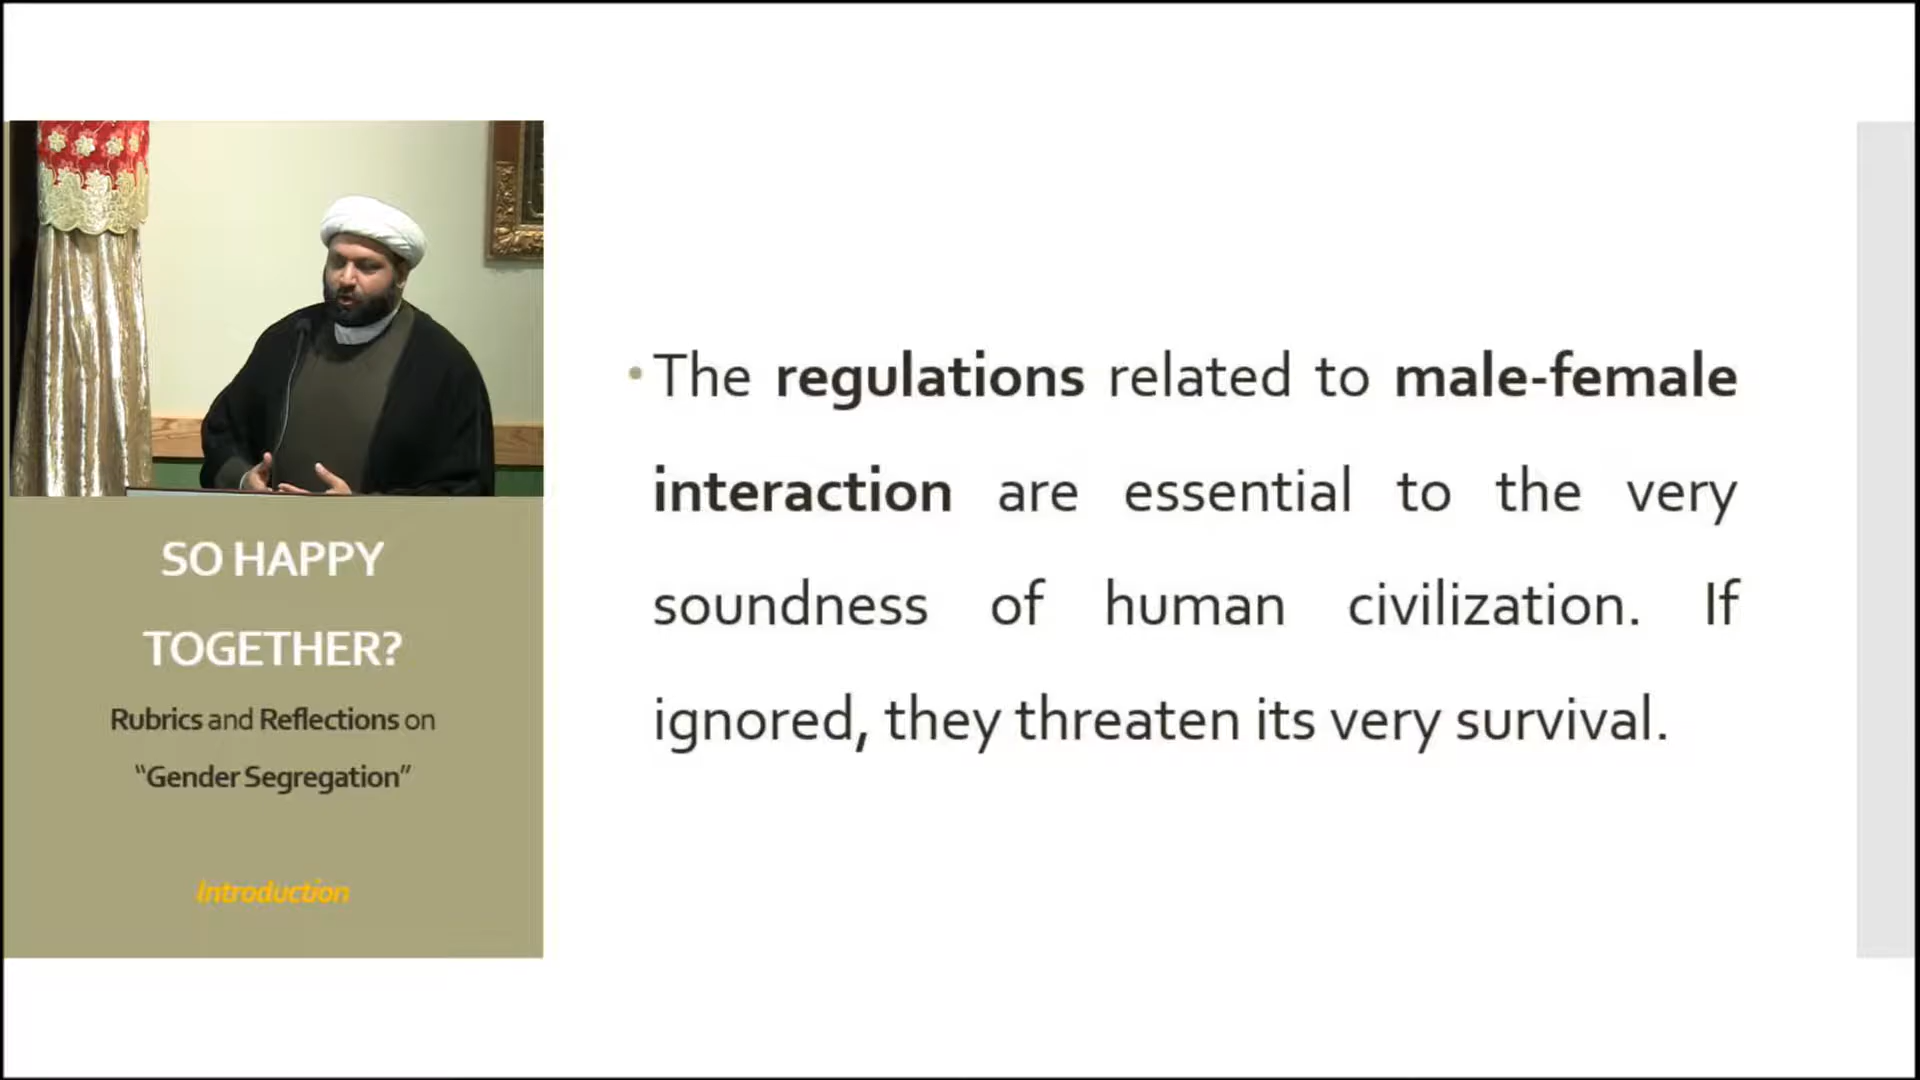 SO HAPPY
TOGETHER?
Rubrics and Reflections on
“Gender Segregation”
Introduction
• The regulations related to male-female
interaction are essential to the very
soundness of human civilization. If
ignored, they threaten its very survival.